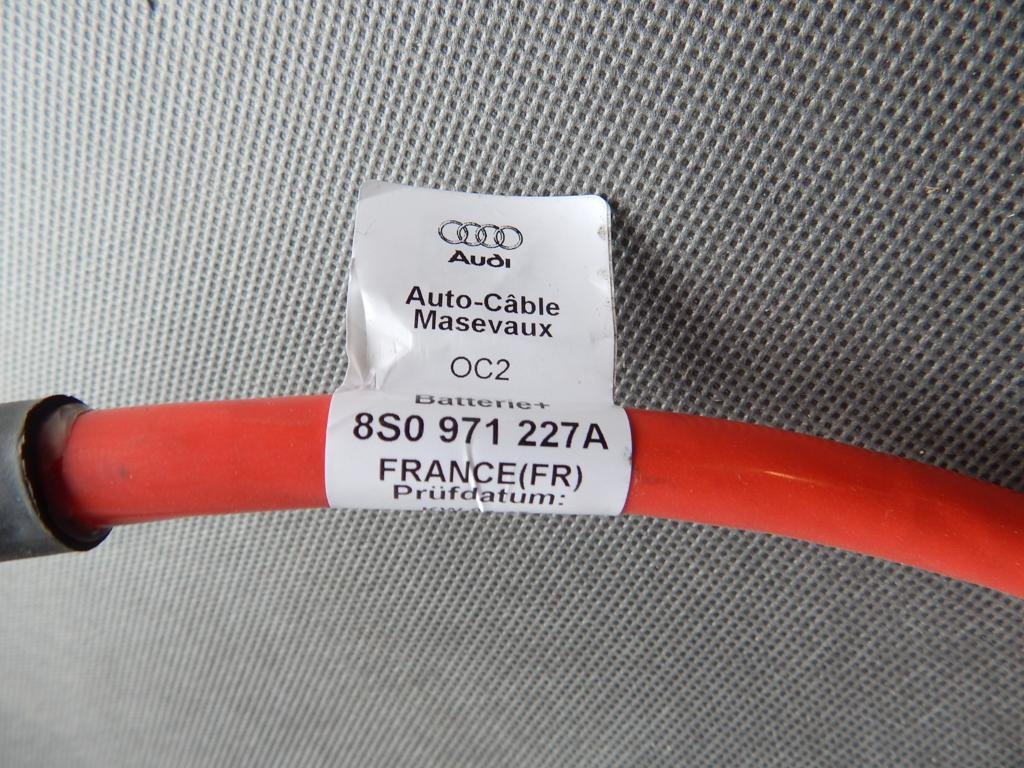 Audi
Auto-Câble
Masevaux
OC2
Batterie+
8S0 971 227A
FRANCE(FR)
Prüfdatum: